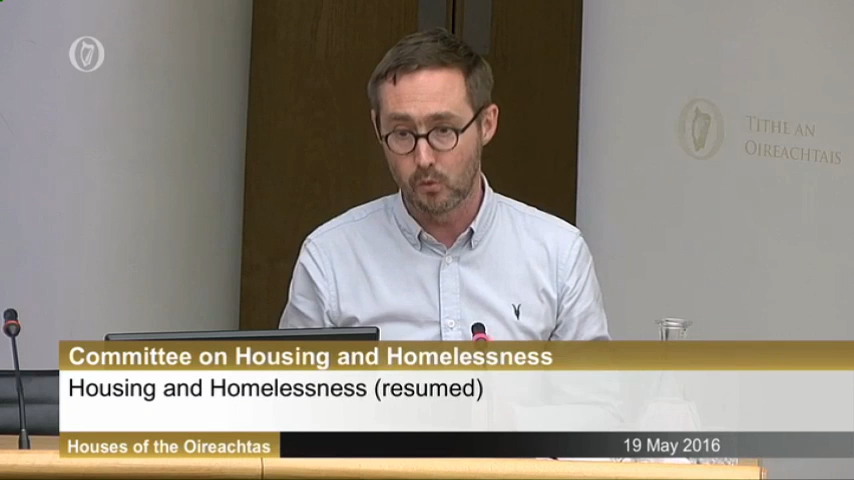 TITHE AN
OIREACHTAIS
Committee on Housing and Homelessness
Housing and Homelessness (resumed)
Houses of the Oireachtas
19 May 2016